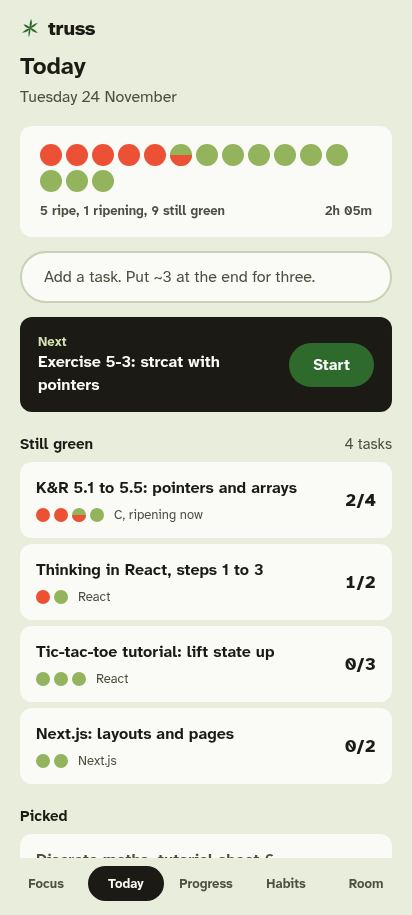 truss
Today
Tuesday 24 November
5 ripe, 1 ripening, 9 still green
2h 05m
Add a task. Put ~3 at the end for three.
Next
Exercise 5-3: strcat with
pointers
Start
Still green
4 tasks
K&R 5.1 to 5.5: pointers and arrays
2/4
C, ripening now
Thinking in React, steps 1 to 3
1/2
React
Tic-tac-toe tutorial: lift state up
0/3
React
Next.js: layouts and pages
0/2
Next.js
Picked
Discrete maths, tutorial sheet
Focus
Today
Progress
Habits
Room